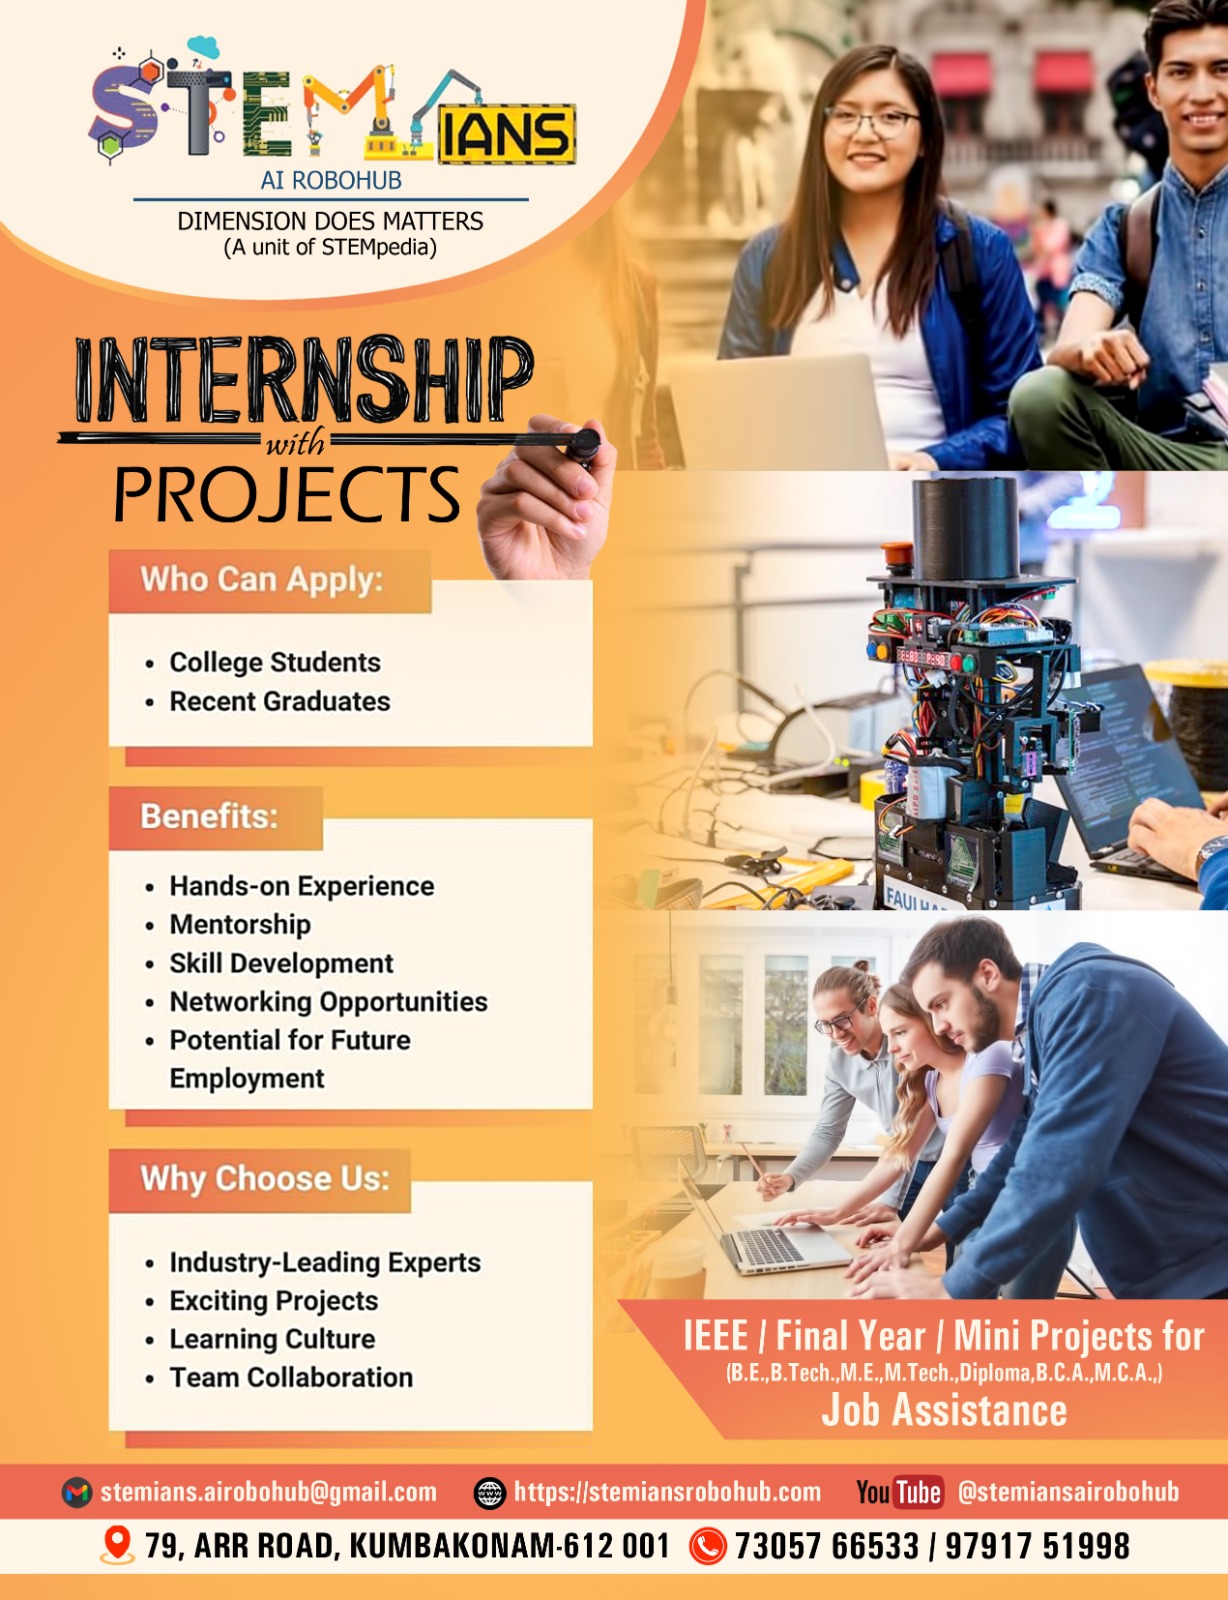 STEM IANS
AI ROBOHUB
DIMENSION DOES MATTERS
(A unit of STEMpedia)
INTERNSHIP
with
PROJECTS
Who Can Apply:
• College Students
• Recent Graduates
Benefits:
• Hands-on Experience
• Mentorship
• Skill Development
• Networking Opportunities
• Potential for Future
Employment
Why Choose Us:
• Industry-Leading Experts
• Exciting Projects
• Learning Culture
• Team Collaboration
IEEE / Final Year / Mini Projects for
(B.E.,B.Tech.,M.E.,M.Tech.,Diploma,B.C.A.,M.C.A.,)
Job Assistance
stemians.airobohub@gmail.com https://stemiansrobohub.com YouTube @stemiansairobohub
79, ARR ROAD, KUMBAKONAM-612 001 73057 66533 / 97917 51998